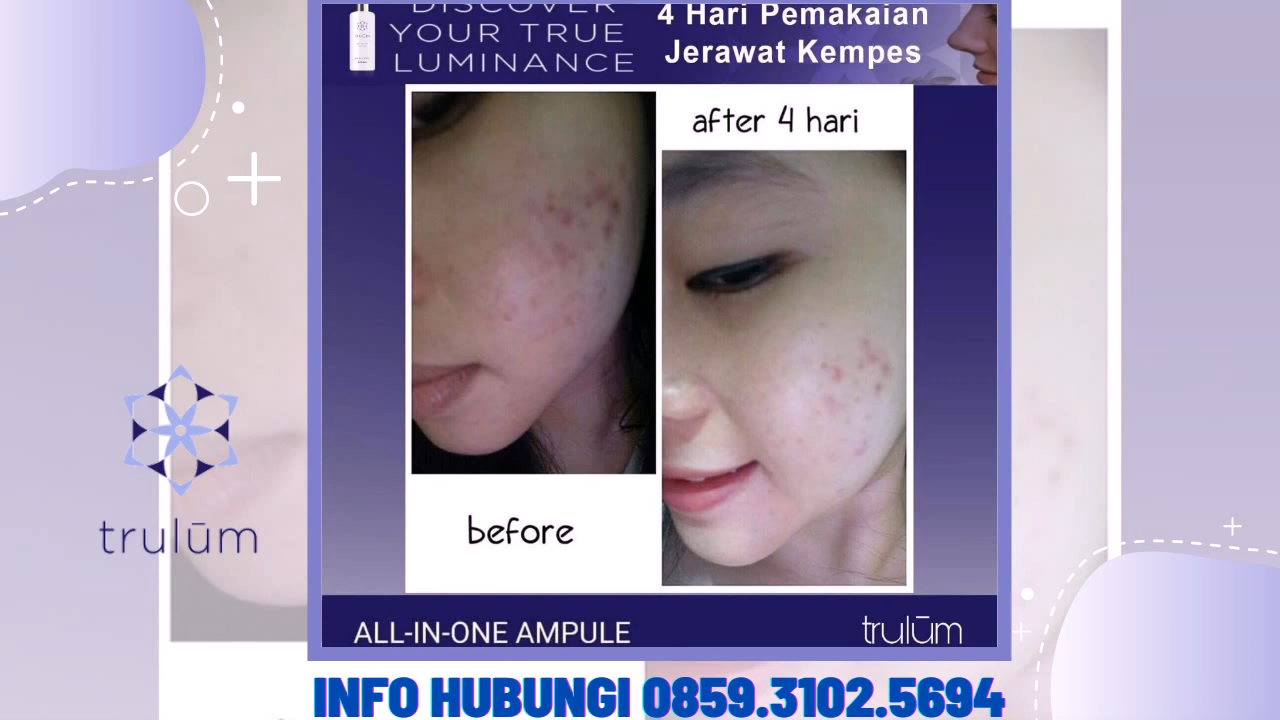 DISCOVER
YOUR TRUE
LUMINANCE
4 Hari Pemakaian
Jerawat Kempes
after 4 hari
before
trulūm
ALL-IN-ONE AMPULE
trulūm
INFO HUBUNGI 0859.3102.5694